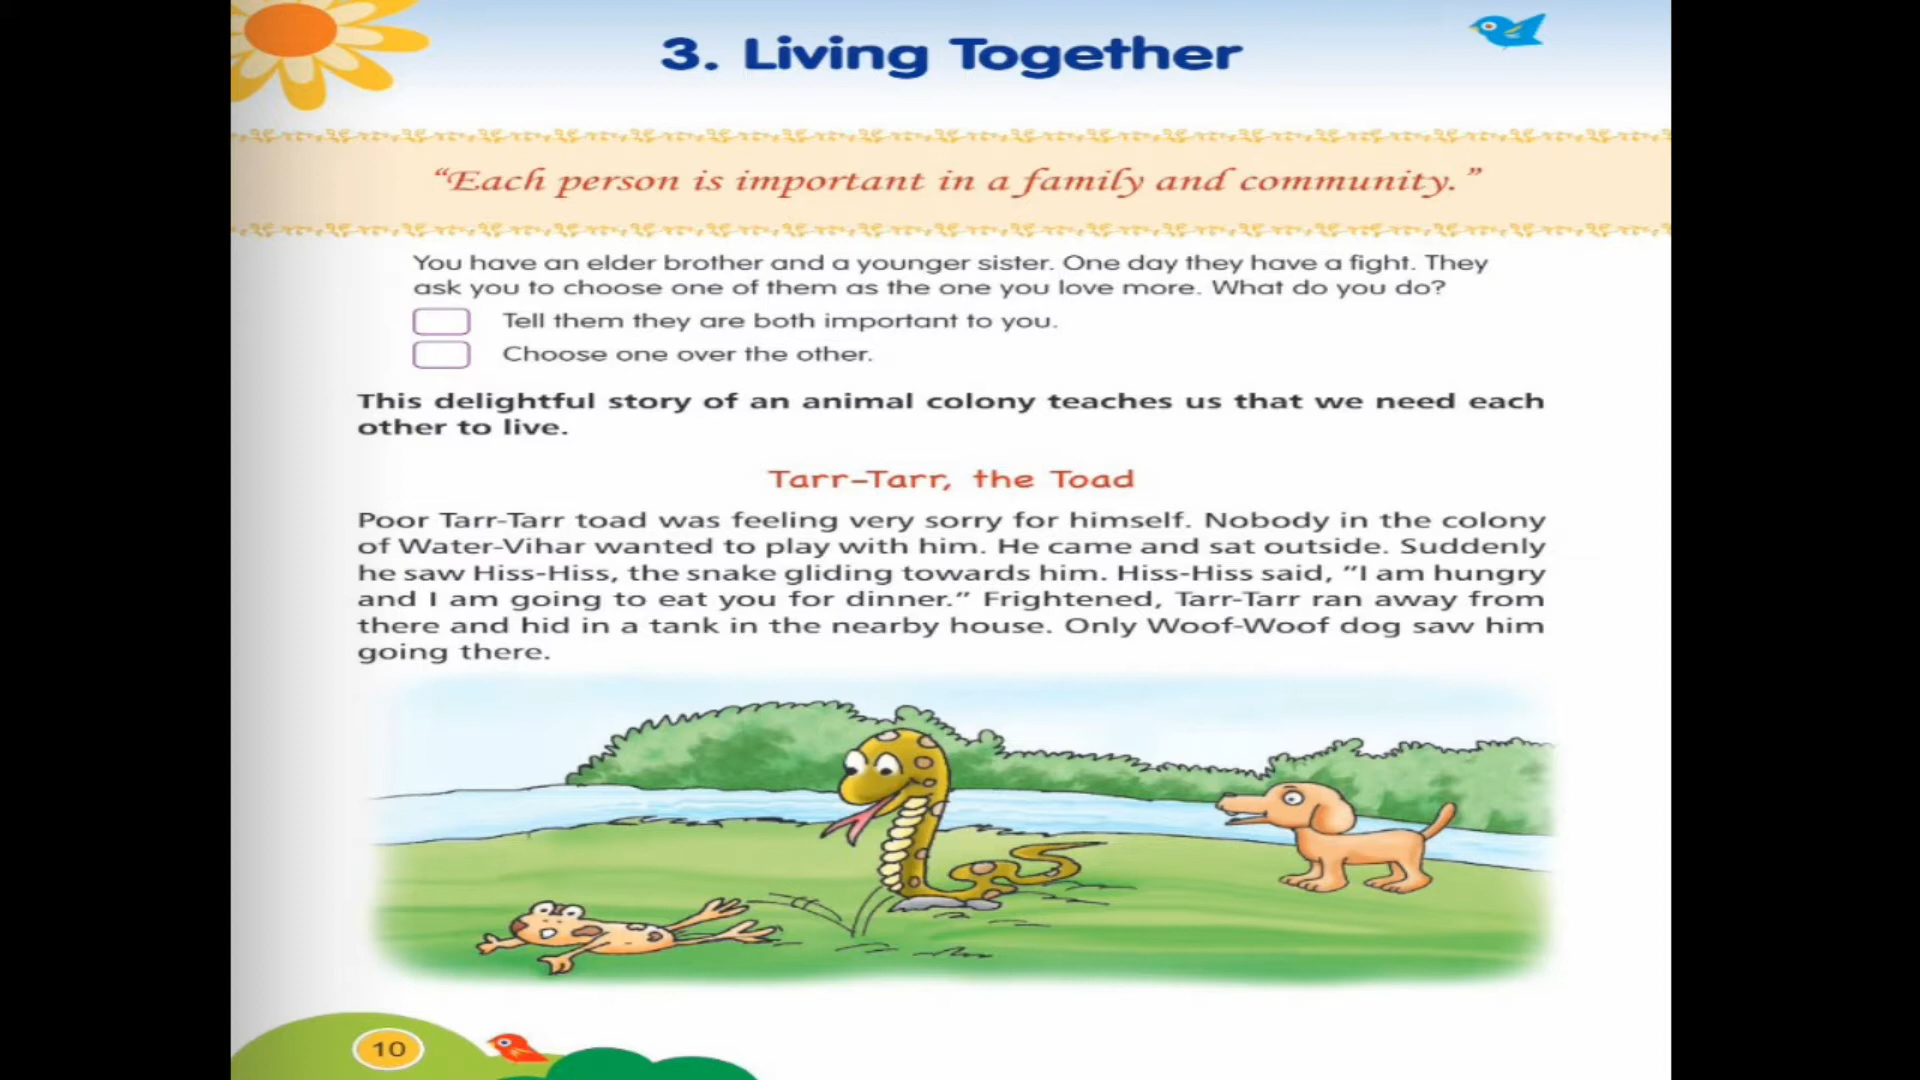 3. Living Together
“Each person is important in a family and community.”
You have an elder brother and a younger sister. One day they have a fight. They
ask you to choose one of them as the one you love more. What do you do?
Tell them they are both important to you.
Choose one over the other.
This delightful story of an animal colony teaches us that we need each
other to live.
Tarr-Tarr, the Toad
Poor Tarr-Tarr toad was feeling very sorry for himself. Nobody in the colony
of Water-Vihar wanted to play with him. He came and sat outside. Suddenly
he saw Hiss-Hiss, the snake gliding towards him. Hiss-Hiss said, “I am hungry
and I am going to eat you for dinner.” Frightened, Tarr-Tarr ran away from
there and hid in a tank in the nearby house. Only Woof-Woof dog saw him
going there.
10